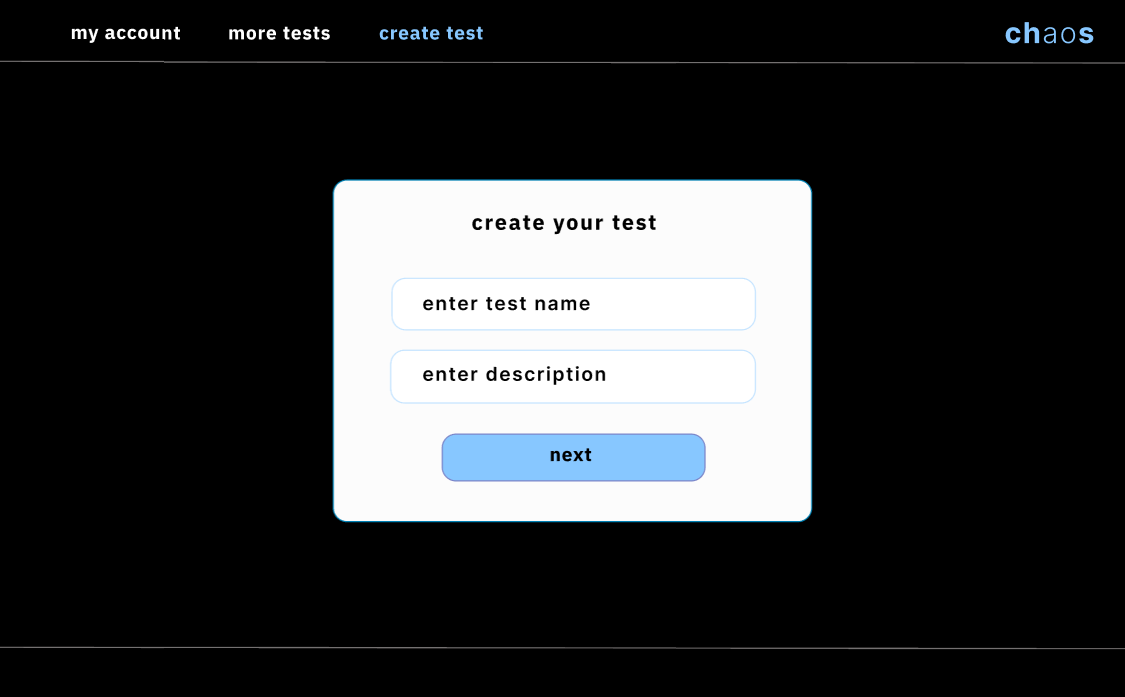 my account more tests create test chaos
create your test
enter test name
enter description
next